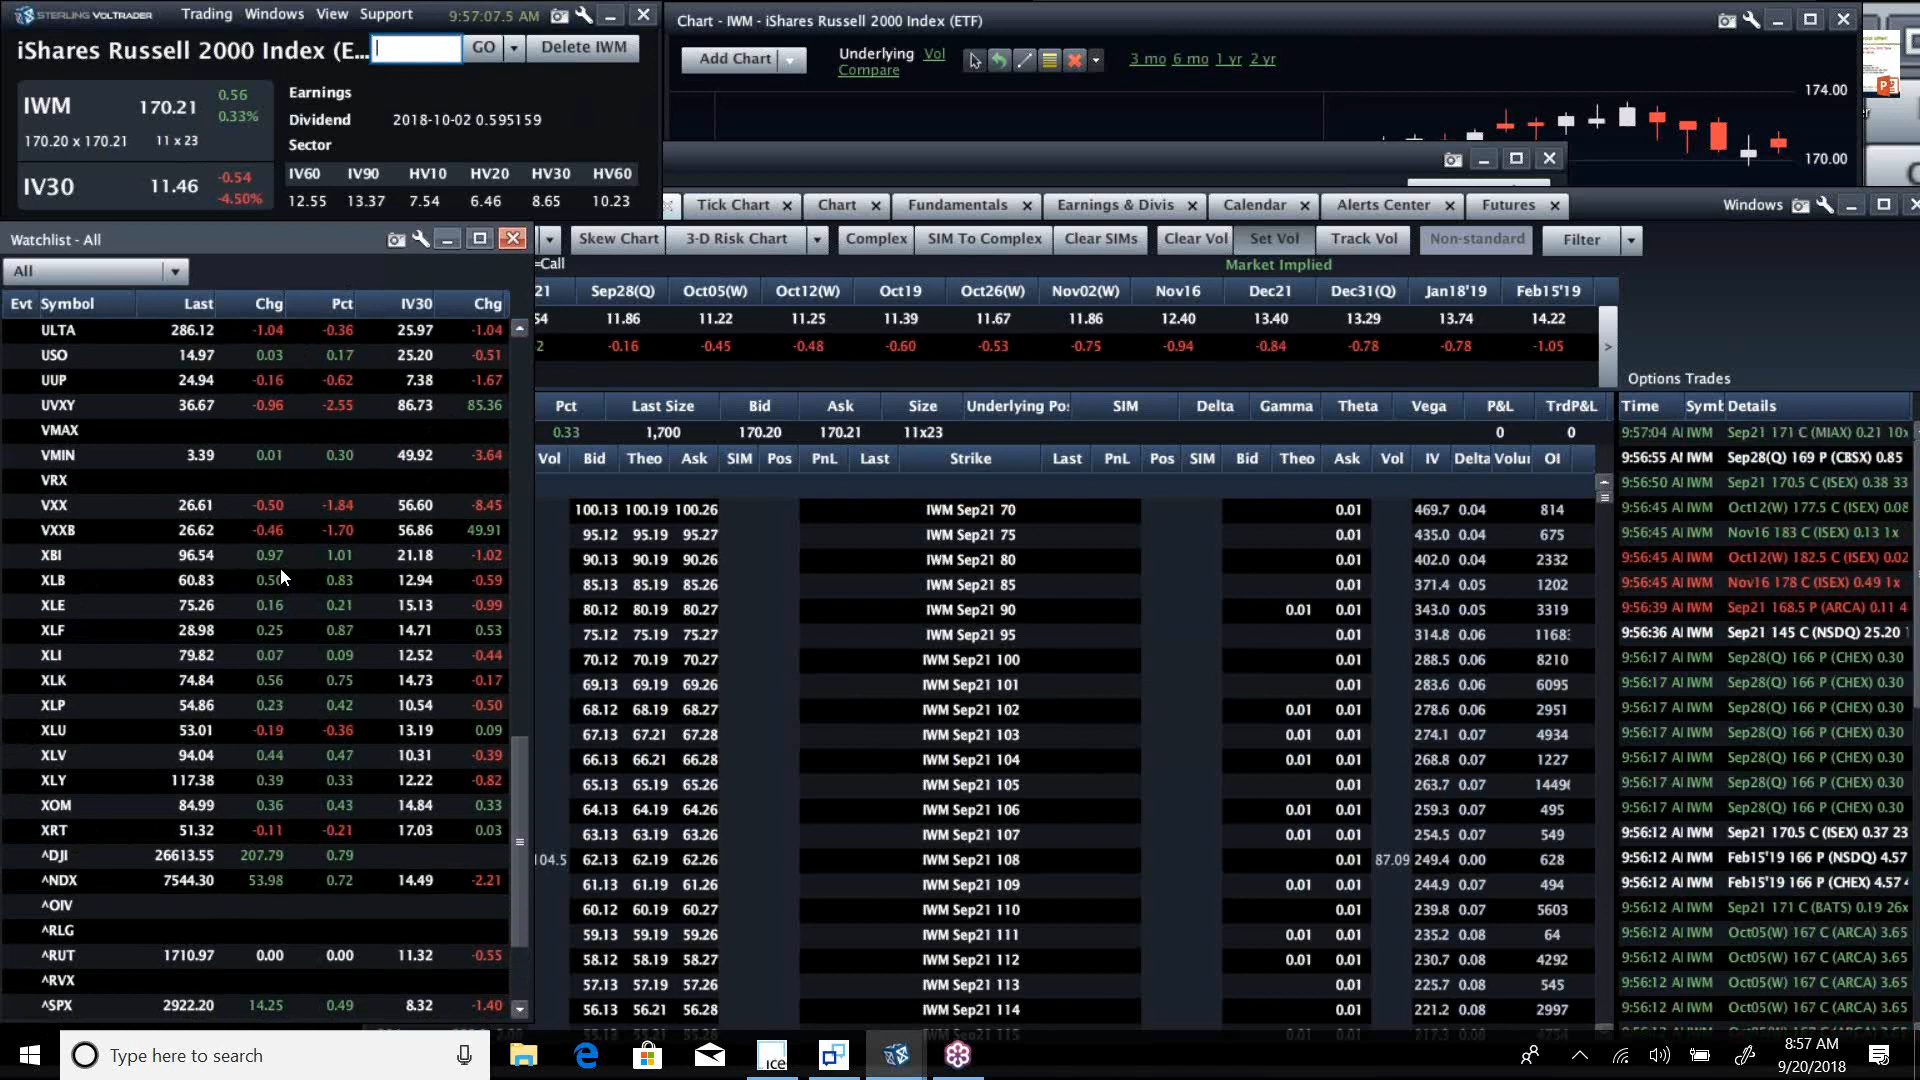 STERLING VOLTRADER Trading Windows View Support 9:57:07.5 AM
iShares Russell 2000 Index (E... GO Delete IWM
IWM 170.21 0.56 0.33%
170.20 x 170.21 11 x 23
IV30 11.46 -0.54 -4.50%
Earnings
Dividend 2018-10-02 0.595159
Sector
IV60 IV90 HV10 HV20 HV30 HV60
12.55 13.37 7.54 6.46 8.65 10.23
Chart - IWM - iShares Russell 2000 Index (ETF)
Add Chart Underlying Vol Compare 3 mo 6 mo 1 yr 2 yr
174.00
170.00
Tick Chart Chart Fundamentals Earnings & Divis Calendar Alerts Center Futures Windows
Skew Chart 3-D Risk Chart Complex SIM To Complex Clear SIMs Clear Vol Set Vol Track Vol Non-standard Filter
=Call Market Implied
21 Sep28(Q) Oct05(W) Oct12(W) Oct19 Oct26(W) Nov02(W) Nov16 Dec21 Dec31(Q) Jan18'19 Feb15'19
54 11.86 11.22 11.25 11.39 11.67 11.86 12.40 13.40 13.29 13.74 14.22
2 -0.16 -0.45 -0.48 -0.60 -0.53 -0.75 -0.94 -0.84 -0.78 -0.78 -1.05
Watchlist - All
All
Evt Symbol Last Chg Pct IV30 Chg
ULTA 286.12 -1.04 -0.36 25.97 -1.04
USO 14.97 0.03 0.17 25.20 -0.51
UUP 24.94 -0.16 -0.62 7.38 -1.67
UVXY 36.67 -0.96 -2.55 86.73 85.36
VMAX
VMIN 3.39 0.01 0.30 49.92 -3.64
VRX
VXX 26.61 -0.50 -1.84 56.60 -8.45
VXXB 26.62 -0.46 -1.70 56.86 49.91
XBI 96.54 0.97 1.01 21.18 -1.02
XLB 60.83 0.50 0.83 12.94 -0.59
XLE 75.26 0.16 0.21 15.13 -0.99
XLF 28.98 0.25 0.87 14.71 0.53
XLI 79.82 0.07 0.09 12.52 -0.44
XLK 74.84 0.56 0.75 14.73 -0.17
XLP 54.86 0.23 0.42 10.54 -0.50
XLU 53.01 -0.19 -0.36 13.19 0.09
XLV 94.04 0.44 0.47 10.31 -0.39
XLY 117.38 0.39 0.33 12.22 -0.82
XOM 84.99 0.36 0.43 14.84 0.33
XRT 51.32 -0.11 -0.21 17.03 0.03
^DJI 26613.55 207.79 0.79
^NDX 7544.30 53.98 0.72 14.49 -2.21
^OIV
^RLG
^RUT 1710.97 0.00 0.00 11.32 -0.55
^RVX
^SPX 2922.20 14.25 0.49 8.32 -1.40
Pct Last Size Bid Ask Size Underlying Po: SIM Delta Gamma Theta Vega P&L TrdP&L
0.33 1,700 170.20 170.21 11x23 0 0
Vol Bid Theo Ask SIM Pos PnL Last Strike Last PnL Pos SIM Bid Theo Ask Vol IV Delta Volur OI
100.13 100.19 100.26 IWM Sep21 70 0.01 469.7 0.04 814
95.12 95.19 95.27 IWM Sep21 75 0.01 435.0 0.04 675
90.13 90.19 90.26 IWM Sep21 80 0.01 402.0 0.04 2332
85.13 85.19 85.26 IWM Sep21 85 0.01 371.4 0.05 1202
80.12 80.19 80.27 IWM Sep21 90 0.01 0.01 343.0 0.05 3319
75.12 75.19 75.27 IWM Sep21 95 0.01 314.8 0.06 1168
70.12 70.19 70.27 IWM Sep21 100 0.01 288.5 0.06 8210
69.13 69.19 69.26 IWM Sep21 101 0.01 283.6 0.06 6095
68.12 68.19 68.27 IWM Sep21 102 0.01 0.01 278.6 0.06 2951
67.13 67.21 67.28 IWM Sep21 103 0.01 0.01 274.1 0.07 4934
66.13 66.21 66.28 IWM Sep21 104 0.01 0.01 268.8 0.07 1227
65.13 65.19 65.26 IWM Sep21 105 0.01 263.7 0.07 1449
64.13 64.19 64.26 IWM Sep21 106 0.01 0.01 259.3 0.07 495
63.13 63.19 63.26 IWM Sep21 107 0.01 0.01 254.5 0.07 549
104.5 62.13 62.19 62.26 IWM Sep21 108 0.01 87.09 249.4 0.00 628
61.13 61.19 61.26 IWM Sep21 109 0.01 0.01 244.9 0.07 494
60.12 60.19 60.27 IWM Sep21 110 0.01 239.8 0.07 5603
59.13 59.19 59.26 IWM Sep21 111 0.01 0.01 235.2 0.08 64
58.12 58.19 58.27 IWM Sep21 112 0.01 0.01 230.7 0.08 4292
57.13 57.19 57.26 IWM Sep21 113 0.01 225.7 0.08 545
56.13 56.21 56.28 IWM Sep21 114 0.01 221.2 0.08 2997
Options Trades
Time Symt Details
9:57:04 AI IWM Sep21 171 C (MIAX) 0.21 10x
9:56:55 AI IWM Sep28(Q) 169 P (CBSX) 0.85
9:56:50 AI IWM Sep21 170.5 C (ISEX) 0.38 33
9:56:45 AI IWM Oct12(W) 177.5 C (ISEX) 0.08
9:56:45 AI IWM Nov16 183 C (ISEX) 0.13 1x
9:56:45 AI IWM Oct12(W) 182.5 C (ISEX) 0.02
9:56:45 AI IWM Nov16 178 C (ISEX) 0.49 1x
9:56:39 AI IWM Sep21 168.5 P (ARCA) 0.11 4
9:56:36 AI IWM Sep21 145 C (NSDQ) 25.20
9:56:17 AI IWM Sep28(Q) 166 P (CHEX) 0.30
9:56:17 AI IWM Sep28(Q) 166 P (CHEX) 0.30
9:56:17 AI IWM Sep28(Q) 166 P (CHEX) 0.30
9:56:17 AI IWM Sep28(Q) 166 P (CHEX) 0.30
9:56:17 AI IWM Sep28(Q) 166 P (CHEX) 0.30
9:56:17 AI IWM Sep28(Q) 166 P (CHEX) 0.30
9:56:17 AI IWM Sep28(Q) 166 P (CHEX) 0.30
9:56:12 AI IWM Sep21 170.5 C (ISEX) 0.37 23
9:56:12 AI IWM Feb15'19 166 P (NSDQ) 4.57
9:56:12 AI IWM Feb15'19 166 P (CHEX) 4.57
9:56:12 AI IWM Sep21 171 C (BATS) 0.19 26x
9:56:12 AI IWM Oct05(W) 167 C (ARCA) 3.65
9:56:12 AI IWM Oct05(W) 167 C (ARCA) 3.65
9:56:12 AI IWM Oct05(W) 167 C (ARCA) 3.65
9:56:12 AI IWM Oct05(W) 167 C (ARCA) 3.65
Type here to search ice 8:57 AM
9/20/2018